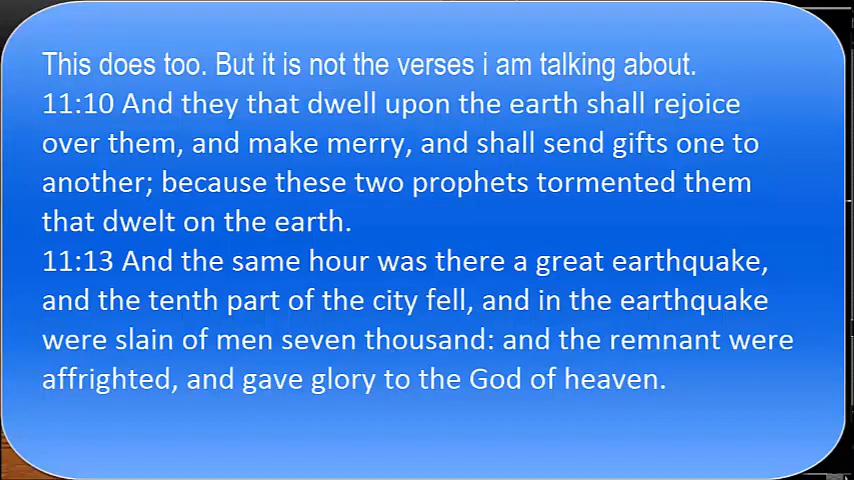 This does too. But it is not the verses i am talking about.
11:10 And they that dwell upon the earth shall rejoice
over them, and make merry, and shall send gifts one to
another; because these two prophets tormented them
that dwelt on the earth.
11:13 And the same hour was there a great earthquake,
and the tenth part of the city fell, and in the earthquake
were slain of men seven thousand: and the remnant were
affrighted, and gave glory to the God of heaven.